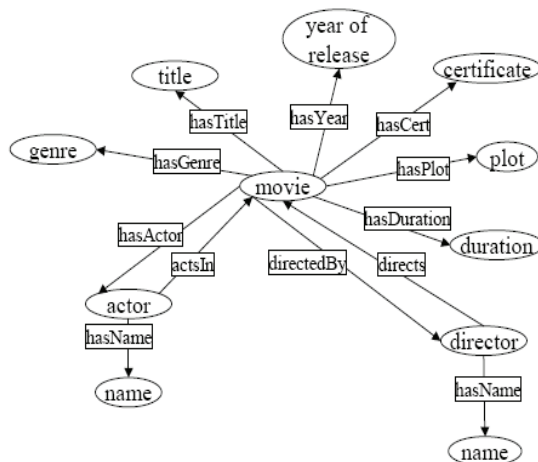 year of
release
title
certificate
hasTitle
hasYear
hasCert
genre
hasGenre
hasPlot
plot
movie
hasActor
hasDuration
actsIn
directedBy
directs
duration
actor
hasName
director
name
hasName
name